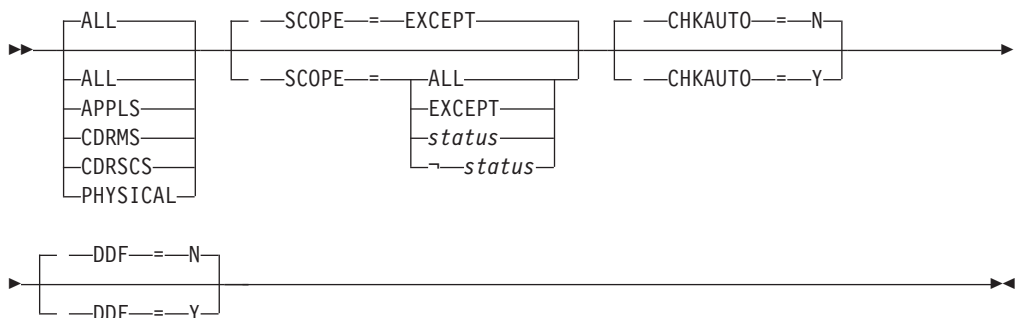 ALL SCOPE = EXCEPT CHKAUTO = N
ALL SCOPE = ALL CHKAUTO = Y
APPLS EXCEPT
CDRMS status
CDRSCS ¬ status
PHYSICAL
DDF = N
DDF = Y